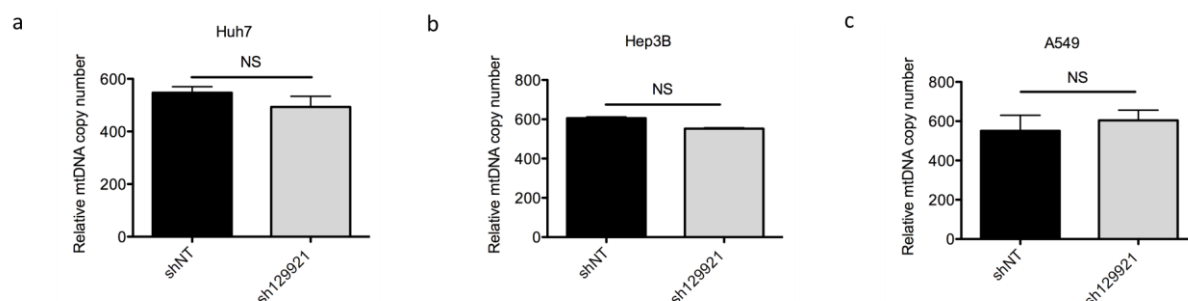 a
Huh7
NS
Relative mtDNA copy number
600
400
200
0
shNT
sh129921
b
Hep3B
NS
Relative mtDNA copy number
800
600
400
200
0
shNT
sh129921
c
A549
NS
Relative mtDNA copy number
800
600
400
200
0
shNT
sh129921